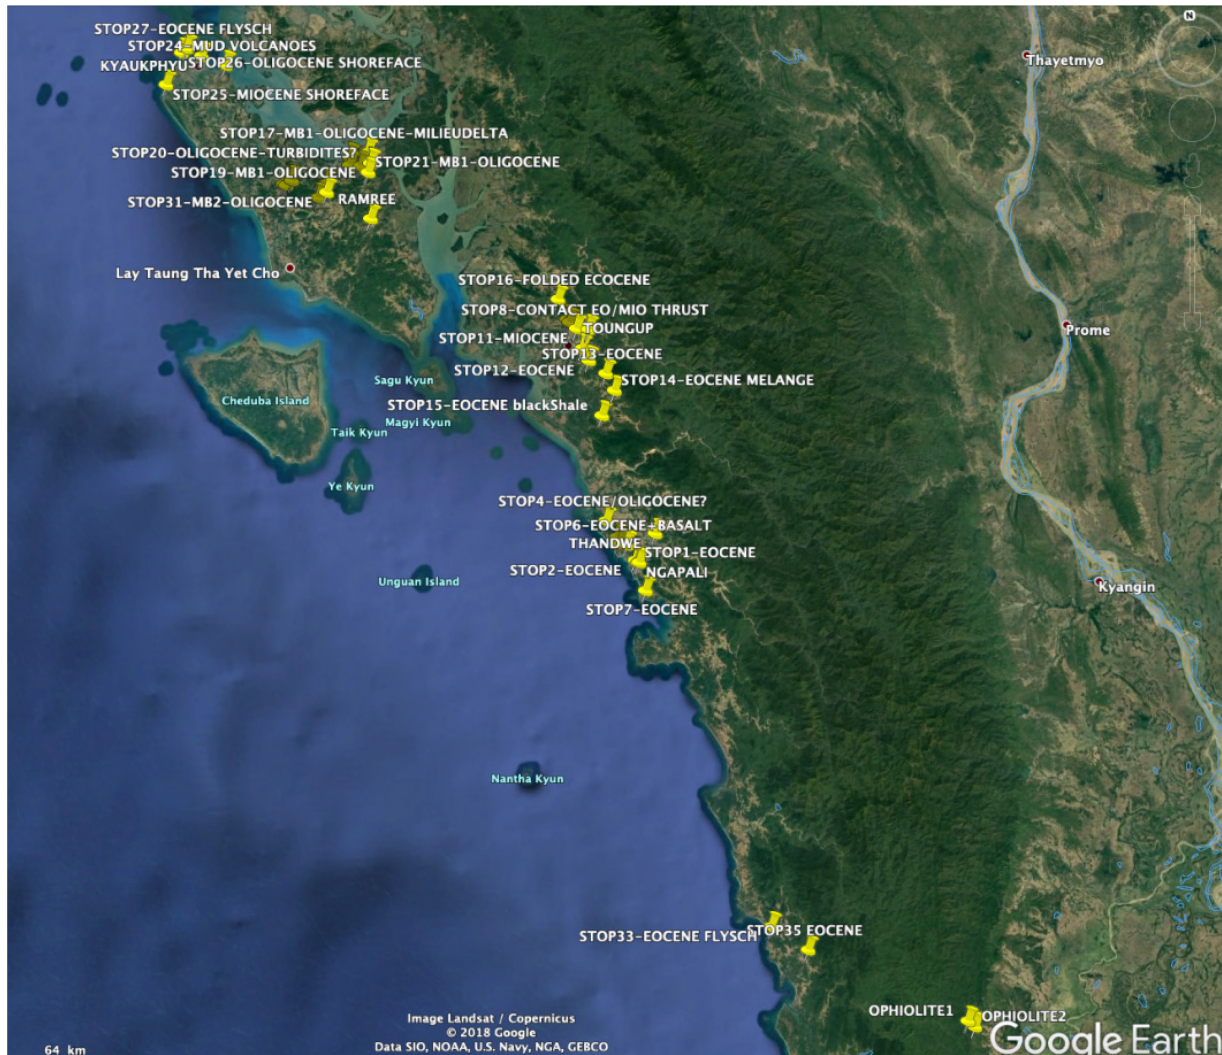 N
STOP27-EOCENE FLYSCH
STOP24-MUD VOLCANOES
KYAUKPHYU
STOP26-OLIGOCENE SHOREFACE
Thayetmyo
STOP25-MIOCENE SHOREFACE
STOP17-MB1-OLIGOCENE-MILIEUDELTA
STOP20-OLIGOCENE-TURBIDITES?
STOP21-MB1-OLIGOCENE
STOP19-MB1-OLIGOCENE
STOP31-MB2-OLIGOCENE
RAMREE
Lay Taung Tha Yet Cho
STOP16-FOLDED ECOCENE
STOP8-CONTACT EO/MIO THRUST
TOUNGUP
Prome
STOP11-MIOCENE
STOP13-EOCENE
STOP12-EOCENE
Sagu Kyun
STOP14-EOCENE MELANGE
Cheduba Island
STOP15-EOCENE blackShale
Magyi Kyun
Taik Kyun
Ye Kyun
STOP4-EOCENE/OLIGOCENE?
STOP6-EOCENE+BASALT
THANDWE
STOP1-EOCENE
STOP2-EOCENE
NGAPALI
Unguan Island
Kyangin
STOP7-EOCENE
Nantha Kyun
STOP33-EOCENE FLYSCH
STOP35 EOCENE
OPHIOLITE1
OPHIOLITE2
Image Landsat / Copernicus
© 2018 Google
Data SIO, NOAA, U.S. Navy, NGA, GEBCO
64 km
Google Earth